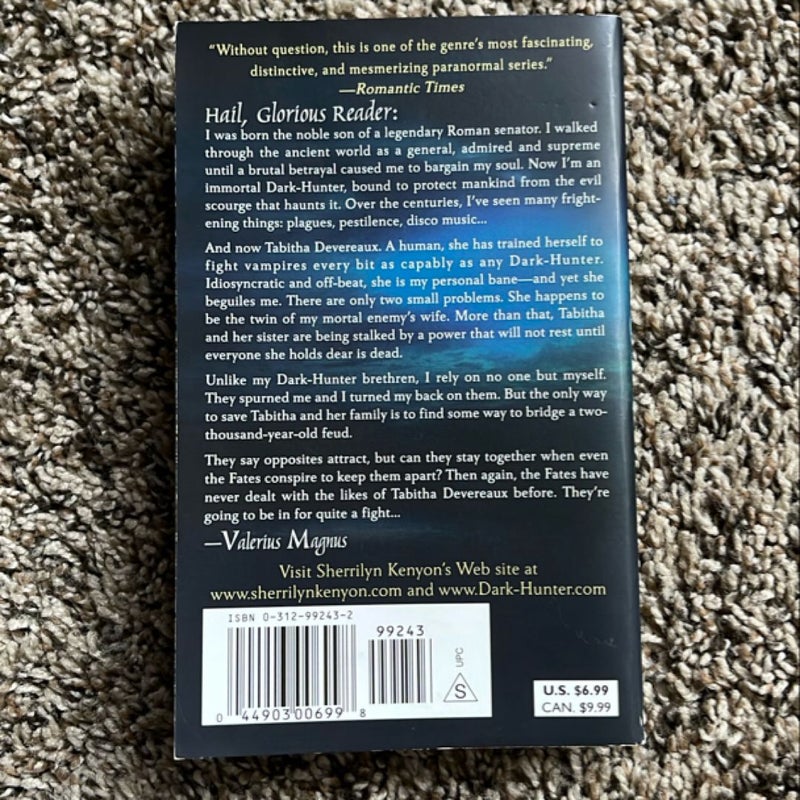 "Without question, this is one of the genre's most fascinating,
distinctive, and mesmerizing paranormal series."
—Romantic Times
Hail, Glorious Reader:
I was born the noble son of a legendary Roman senator. I walked
through the ancient world as a general, admired and supreme
until a brutal betrayal caused me to bargain my soul. Now I'm an
immortal Dark-Hunter, bound to protect mankind from the evil
scourge that haunts it. Over the centuries, I've seen many fright-
ening things: plagues, pestilence, disco music...
And now Tabitha Devereaux. A human, she has trained herself to
fight vampires every bit as capably as any Dark-Hunter.
Idiosyncratic and off-beat, she is my personal bane—and yet she
beguiles me. There are only two small problems. She happens to
be the twin of my mortal enemy's wife. More than that, Tabitha
and her sister are being stalked by a power that will not rest until
everyone she holds dear is dead.
Unlike my Dark-Hunter brethren, I rely on no one but myself.
They spurned me and I turned my back on them. But the only way
to save Tabitha and her family is to find some way to bridge a two-
thousand-year-old feud.
They say opposites attract, but can they stay together when even
the Fates conspire to keep them apart? Then again, the Fates have
never dealt with the likes of Tabitha Devereaux before. They're
going to be in for quite a fight...
—Valerius Magnus
Visit Sherrilyn Kenyon's Web site at
www.sherrilynkenyon.com and www.Dark-Hunter.com
ISBN 0-312-99243-2
99243
UPC
S
0 44903 00699 8
U.S. $6.99
CAN. $9.99